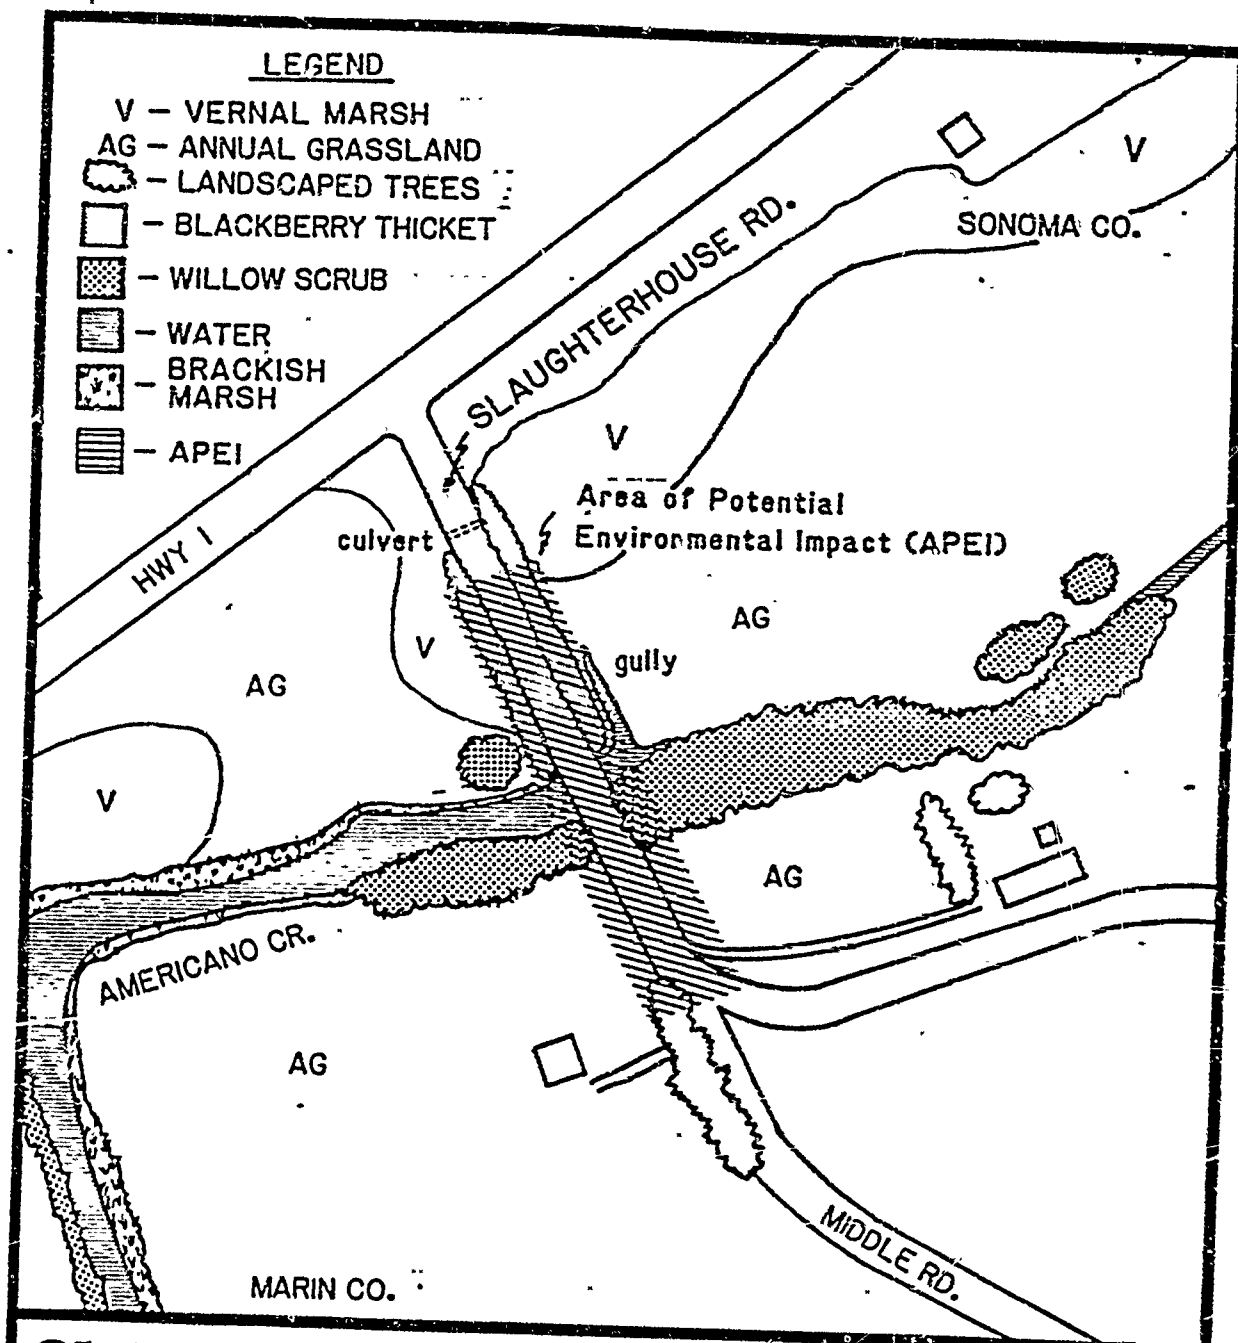 LEGEND
V – VERNAL MARSH
AG – ANNUAL GRASSLAND
– LANDSCAPED TREES
– BLACKBERRY THICKET
– WILLOW SCRUB
– WATER
– BRACKISH
MARSH
– APEI
V
SONOMA CO.
SLAUGHTERHOUSE RD.
V
Area of Potential
Environmental Impact (APEI)
culvert
HWY 1
AG
V
gully
AG
V
AG
AMERICANO CR.
AG
MIDDLE RD.
MARIN CO.